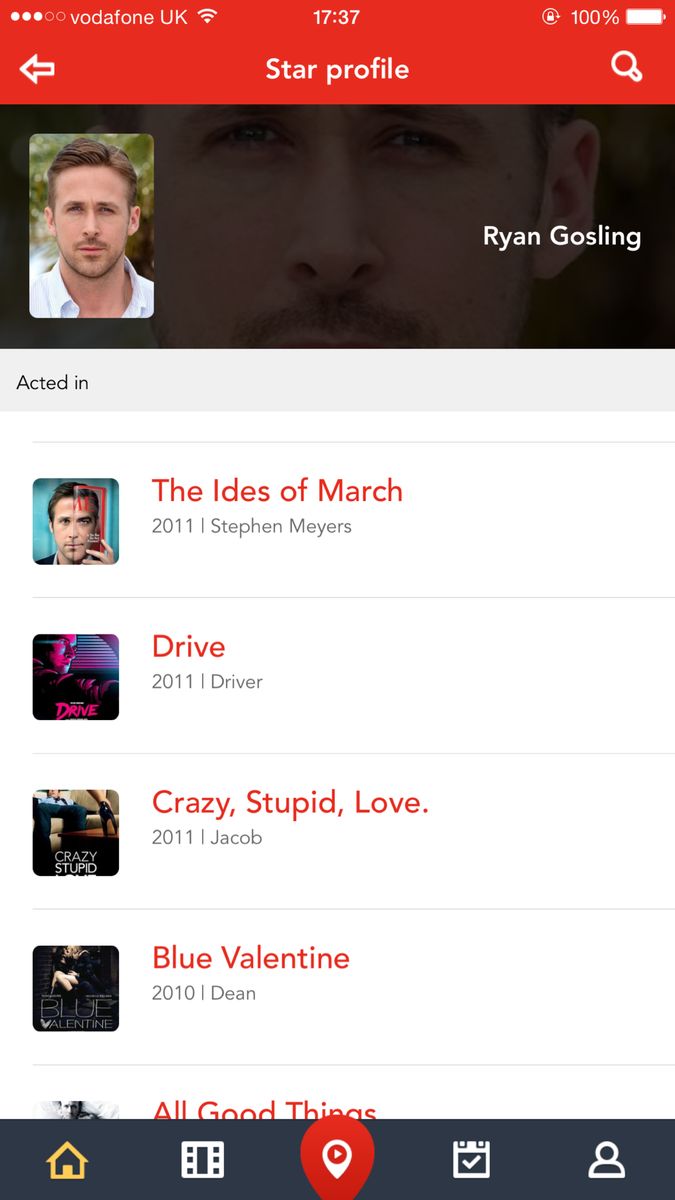 vodafone UK 17:37 100%
Star profile
Ryan Gosling
Acted in
The Ides of March
2011 | Stephen Meyers
Drive
2011 | Driver
DRIVE
Crazy, Stupid, Love.
2011 | Jacob
CRAZY
STUPID
Blue Valentine
2010 | Dean
BLUE
VALENTINE
All Good Things